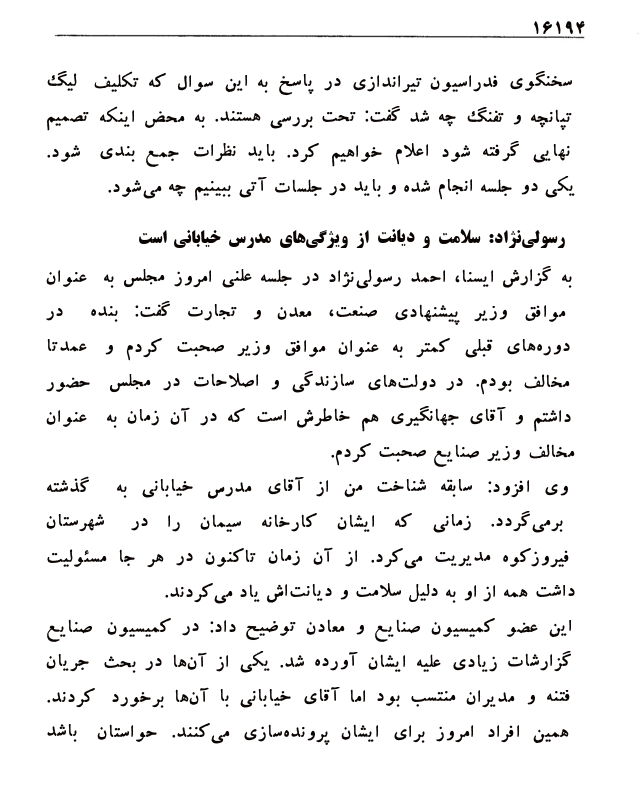 ۱۶۱۹۴
سخنگوی فدراسیون تیراندازی در پاسخ به این سوال که تکلیف لیگ
تپانچه و تفنگ چه شد گفت: تحت بررسی هستند. به محض اینکه تصمیم
نهایی گرفته شود اعلام خواهیم کرد. باید نظرات جمع بندی شود.
یکی دو جلسه انجام شده و باید در جلسات آتی ببینیم چه می‌شود.
رسولی‌نژاد: سلامت و دیانت از ویژگی‌های مدرس خیابانی است
به گزارش ایسنا، احمد رسولی‌نژاد در جلسه علنی امروز مجلس به عنوان
موافق وزیر پیشنهادی صنعت، معدن و تجارت گفت: بنده در
دوره‌های قبلی کمتر به عنوان موافق وزیر صحبت کردم و عمدتا
مخالف بودم. در دولت‌های سازندگی و اصلاحات در مجلس حضور
داشتم و آقای جهانگیری هم خاطرش است که در آن زمان به عنوان
مخالف وزیر صنایع صحبت کردم.
وی افزود: سابقه شناخت من از آقای مدرس خیابانی به گذشته
برمی‌گردد. زمانی که ایشان کارخانه سیمان را در شهرستان
فیروزکوه مدیریت می‌کرد. از آن زمان تاکنون در هر جا مسئولیت
داشت همه از او به دلیل سلامت و دیانت‌اش یاد می‌کردند.
این عضو کمیسیون صنایع و معادن توضیح داد: در کمیسیون صنایع
گزارشات زیادی علیه ایشان آورده شد. یکی از آن‌ها در بحث جریان
فتنه و مدیران منتسب بود اما آقای خیابانی با آن‌ها برخورد کردند.
همین افراد امروز برای ایشان پرونده‌سازی می‌کنند. حواستان باشد